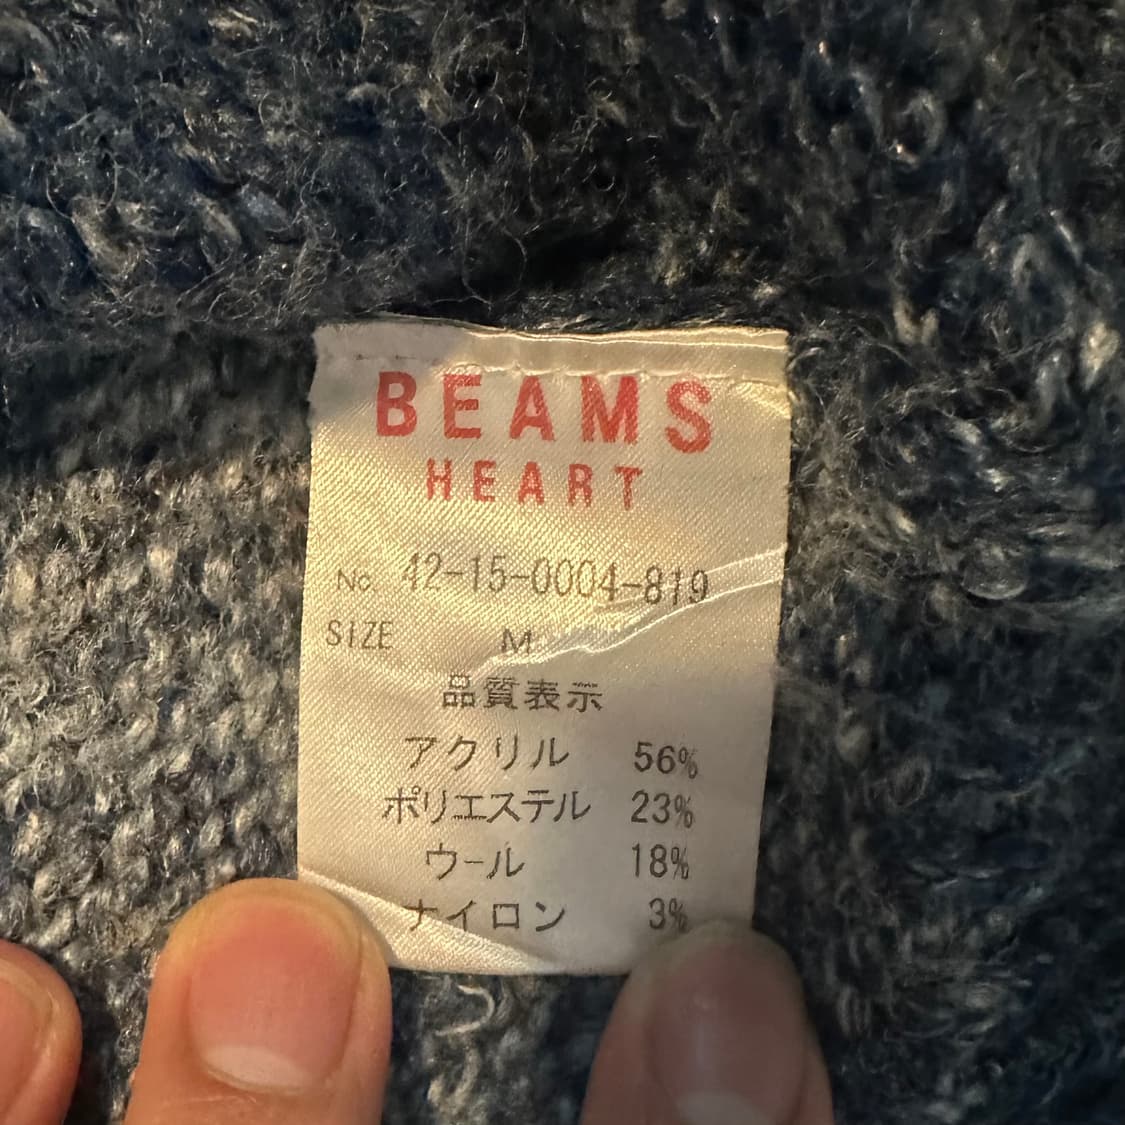 BEAMS
HEART
No. 42-15-0004-819
SIZE M
品質表示
アクリル 56%
ポリエステル 23%
ウール 18%
ナイロン 3%